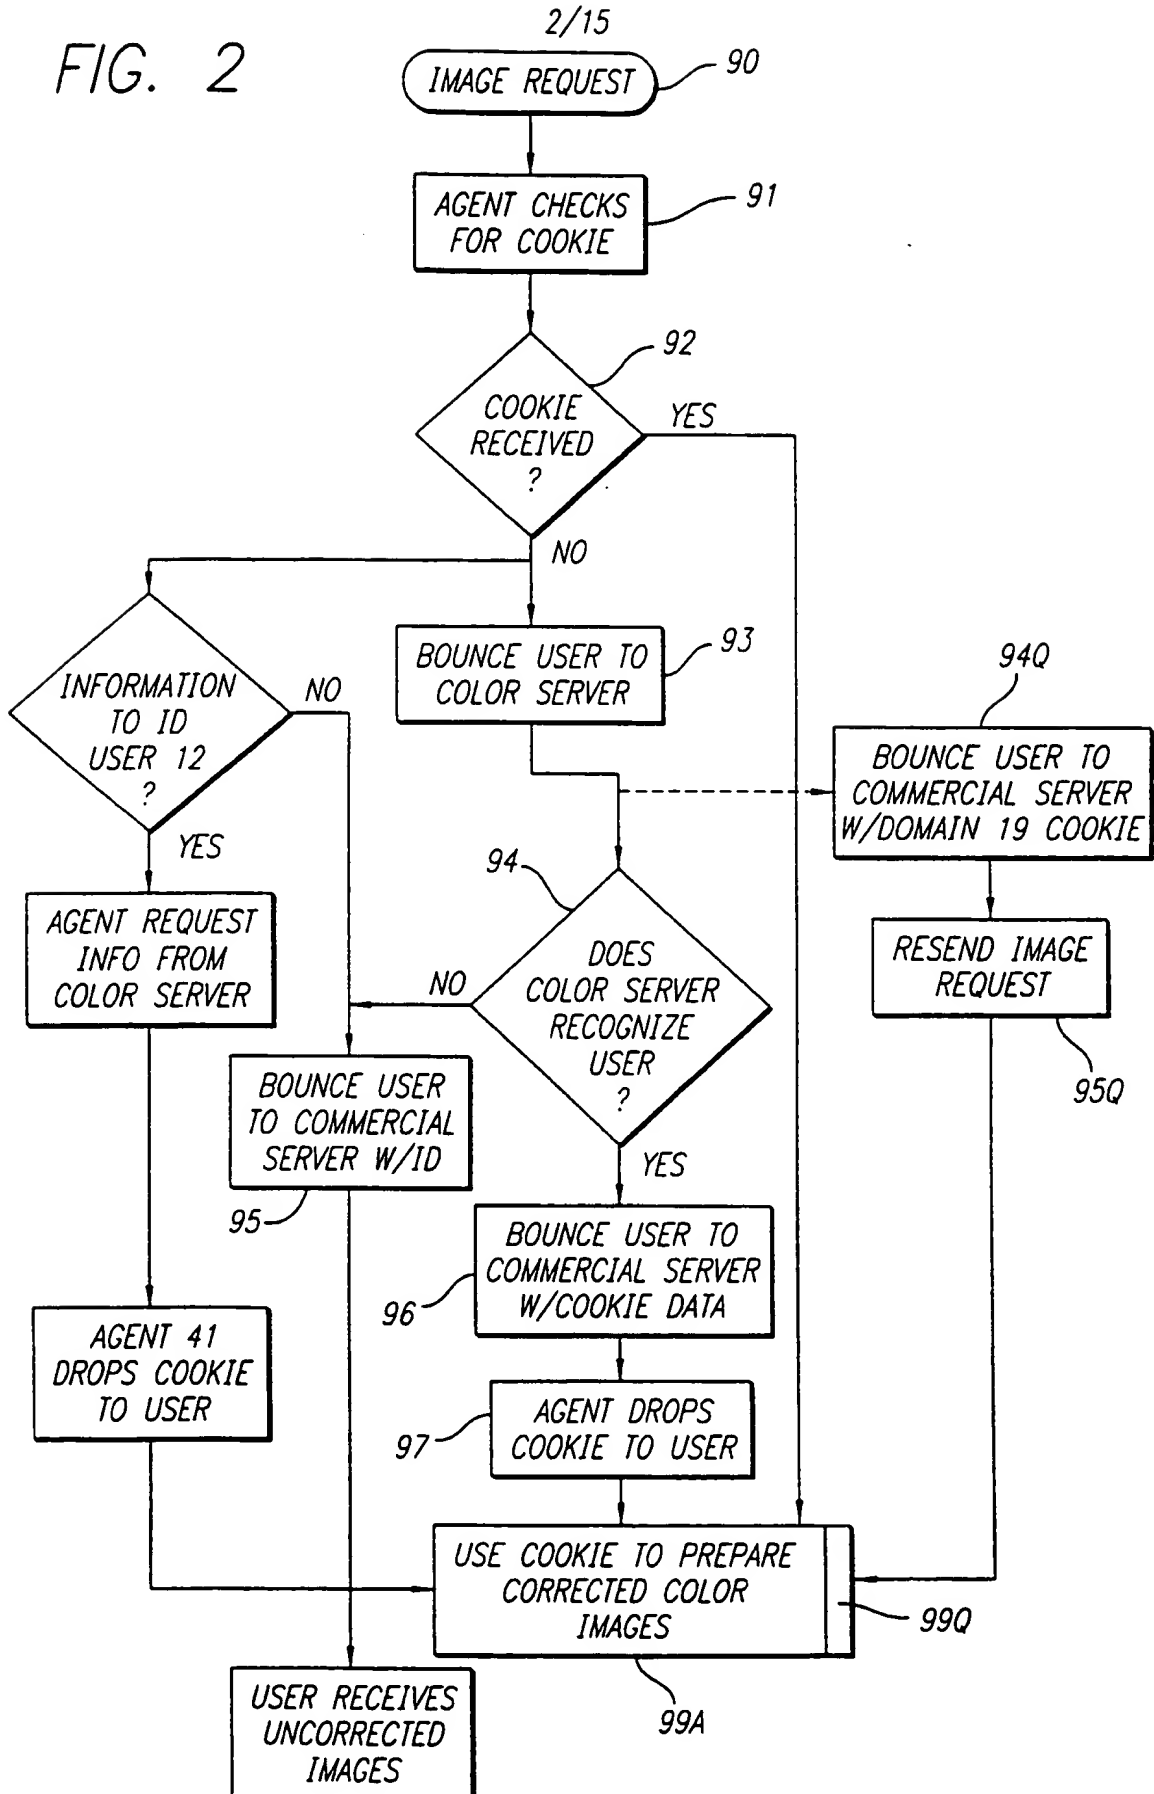 2/15
FIG. 2
IMAGE REQUEST
90
AGENT CHECKS
FOR COOKIE
91
92
COOKIE
RECEIVED
?
YES
NO
INFORMATION
TO ID
USER 12
?
NO
YES
BOUNCE USER TO
COLOR SERVER
93
94Q
BOUNCE USER TO
COMMERCIAL SERVER
W/DOMAIN 19 COOKIE
94
DOES
COLOR SERVER
RECOGNIZE
USER
?
NO
YES
AGENT REQUEST
INFO FROM
COLOR SERVER
RESEND IMAGE
REQUEST
95Q
BOUNCE USER
TO COMMERCIAL
SERVER W/ID
95
BOUNCE USER TO
COMMERCIAL SERVER
W/COOKIE DATA
96
AGENT 41
DROPS COOKIE
TO USER
AGENT DROPS
COOKIE TO USER
97
USE COOKIE TO PREPARE
CORRECTED COLOR
IMAGES
99Q
99A
USER RECEIVES
UNCORRECTED
IMAGES